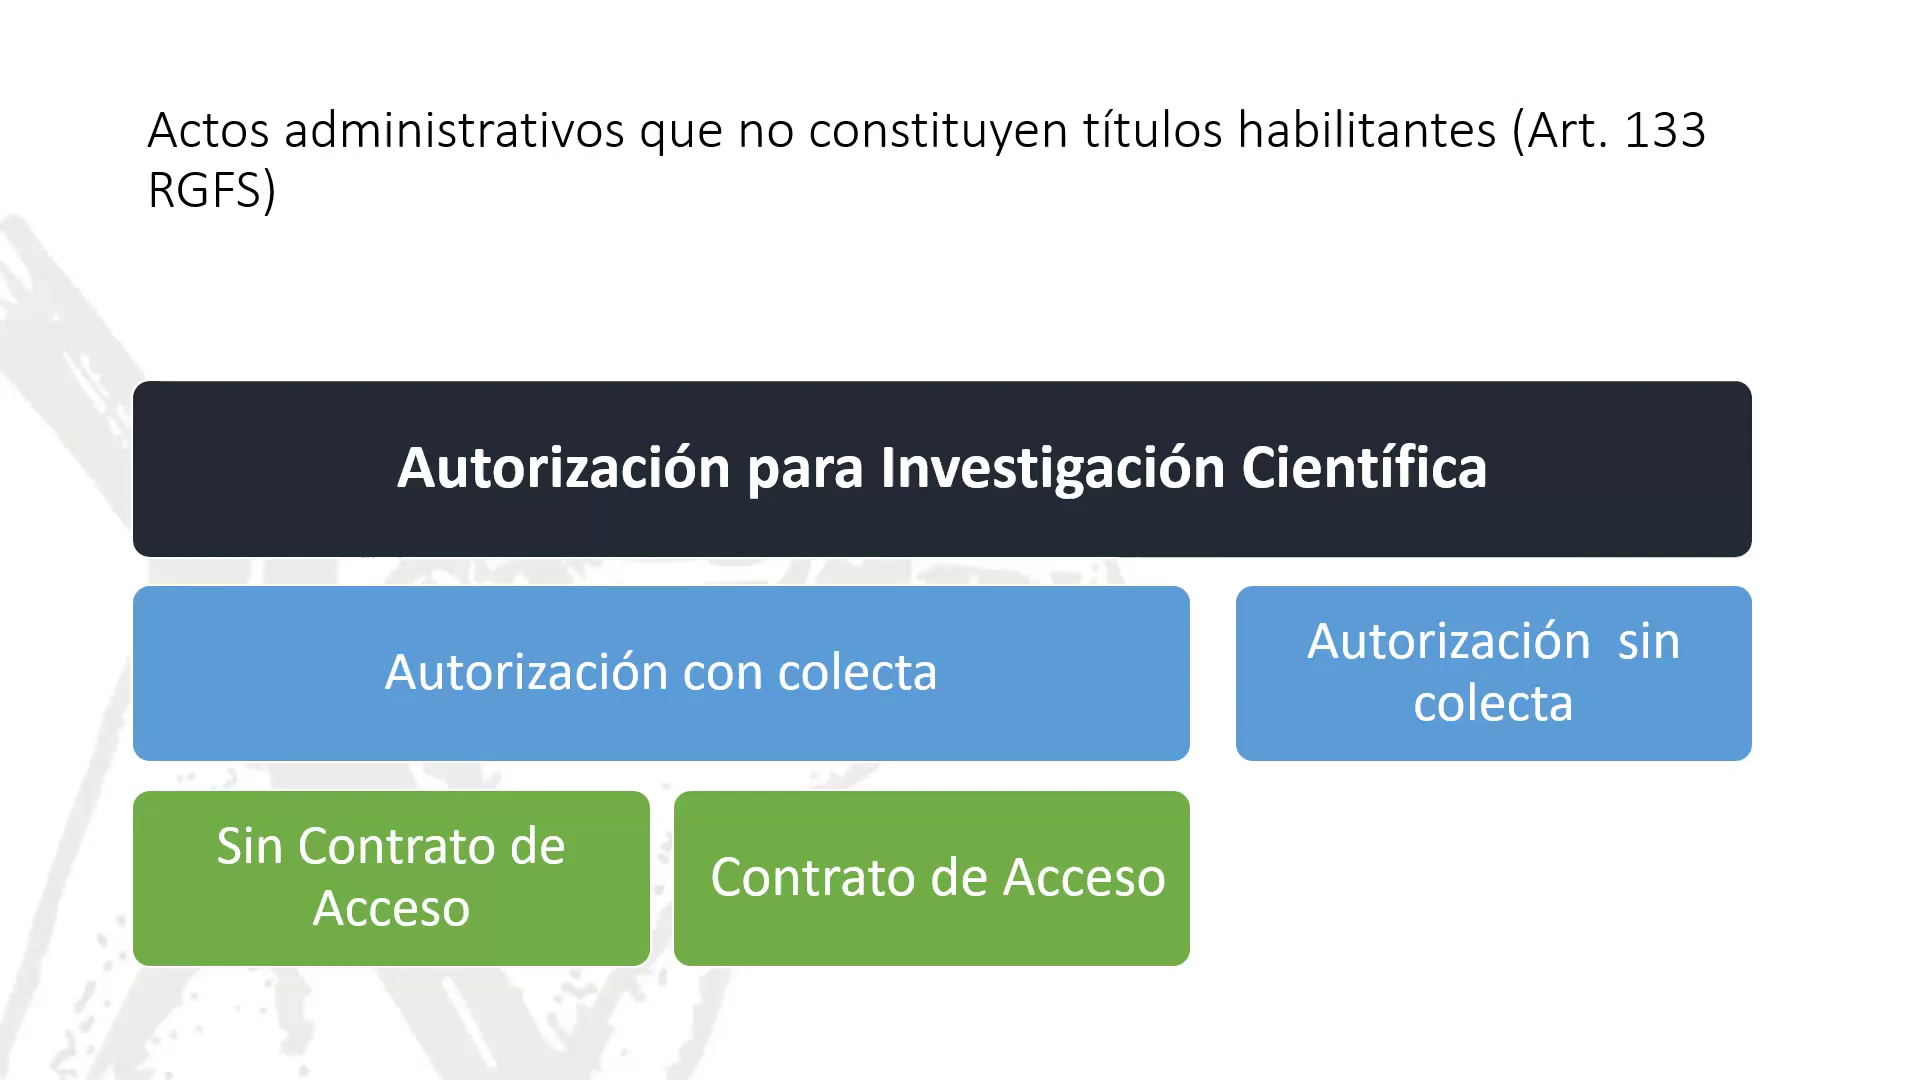 Actos administrativos que no constituyen títulos habilitantes (Art. 133
RGFS)
Autorización para Investigación Científica
Autorización con colecta
Autorización sin
colecta
Sin Contrato de
Acceso
Contrato de Acceso